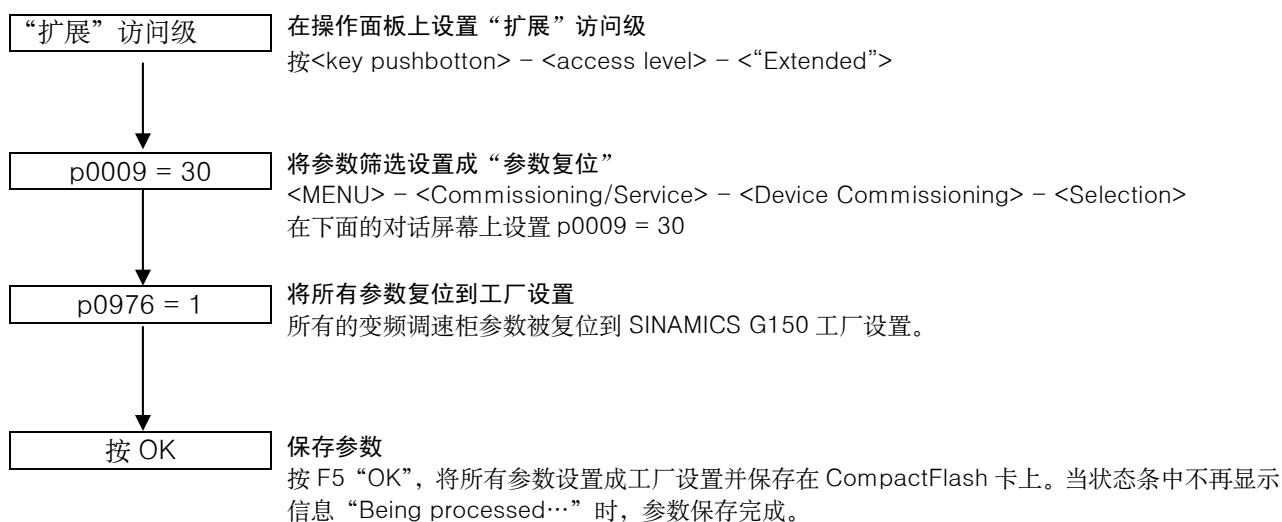 “扩展”访问级
在操作面板上设置“扩展”访问级
按<key pushbotton> – <access level> – <“Extended”>
p0009 = 30
将参数筛选设置成“参数复位”
<MENU> – <Commissioning/Service> – <Device Commissioning> – <Selection>
在下面的对话屏幕上设置 p0009 = 30
p0976 = 1
将所有参数复位到工厂设置
所有的变频调速柜参数被复位到 SINAMICS G150 工厂设置。
按 OK
保存参数
按 F5“OK”，将所有参数设置成工厂设置并保存在 CompactFlash 卡上。当状态条中不再显示
信息“Being processed…”时，参数保存完成。